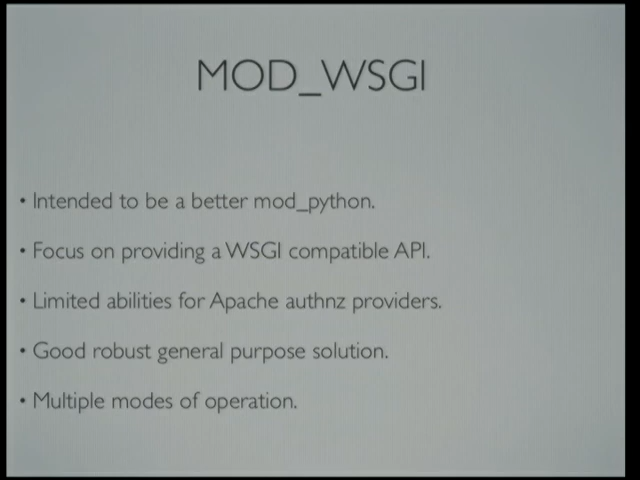 MOD_WSGI
• Intended to be a better mod_python.
• Focus on providing a WSGI compatible API.
• Limited abilities for Apache authnz providers.
• Good robust general purpose solution.
• Multiple modes of operation.